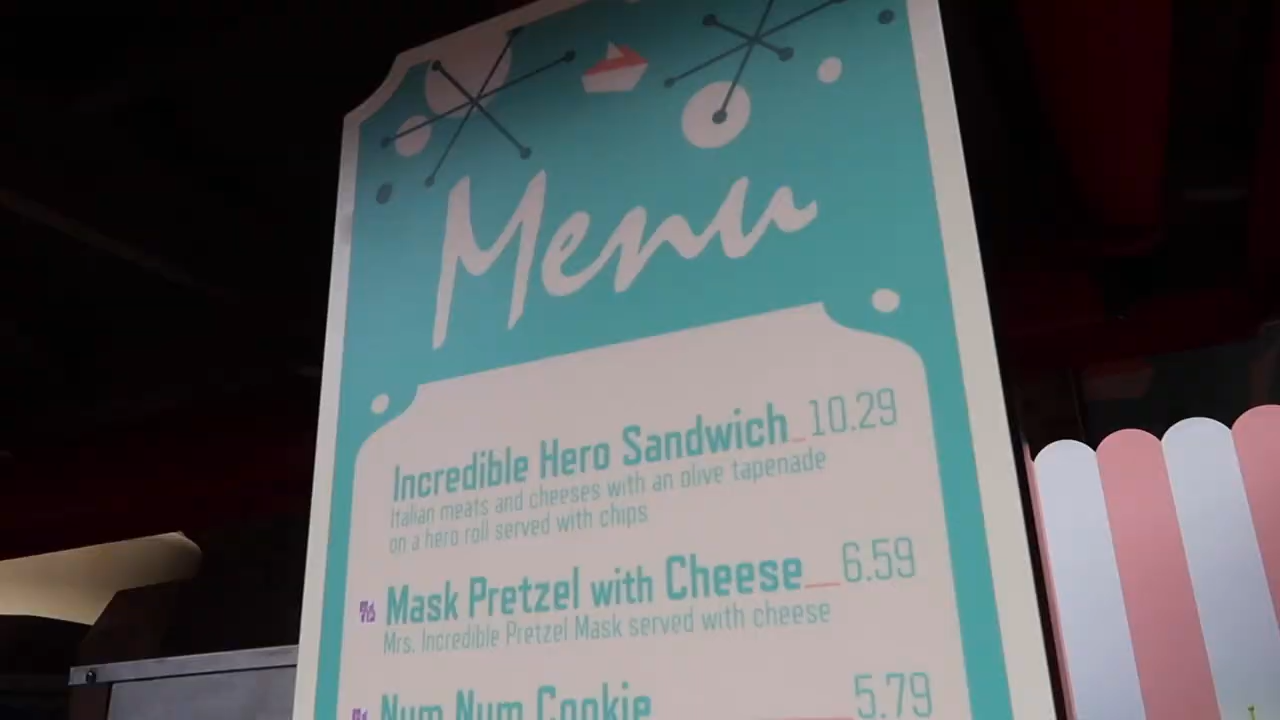 Menu
Incredible Hero Sandwich 10.29
Italian meats and cheeses with an olive tapenade
on a hero roll served with chips
Mask Pretzel with Cheese 6.59
Mrs. Incredible Pretzel Mask served with cheese
Num Num Cookie 5.79